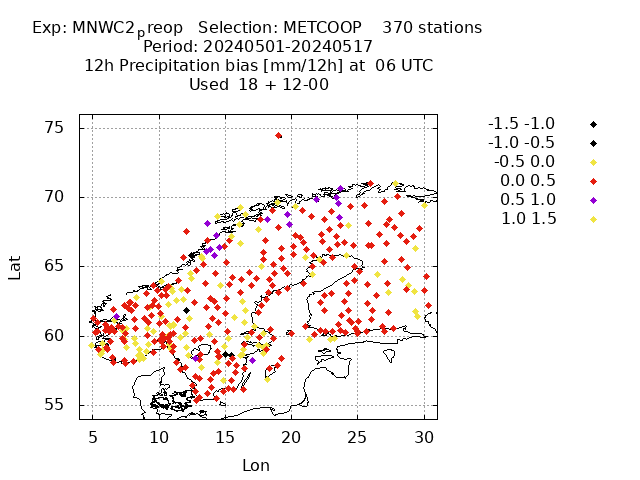 Exp: MNWC2preop   Selection: METCOOP    370 stations
Period: 20240501-20240517
12h Precipitation bias [mm/12h] at  06 UTC
Used  18 + 12-00
-1.5 -1.0
-1.0 -0.5
-0.5 0.0
0.0 0.5
0.5 1.0
1.0 1.5
75
70
65
60
55
Lat
5 10 15 20 25 30
Lon